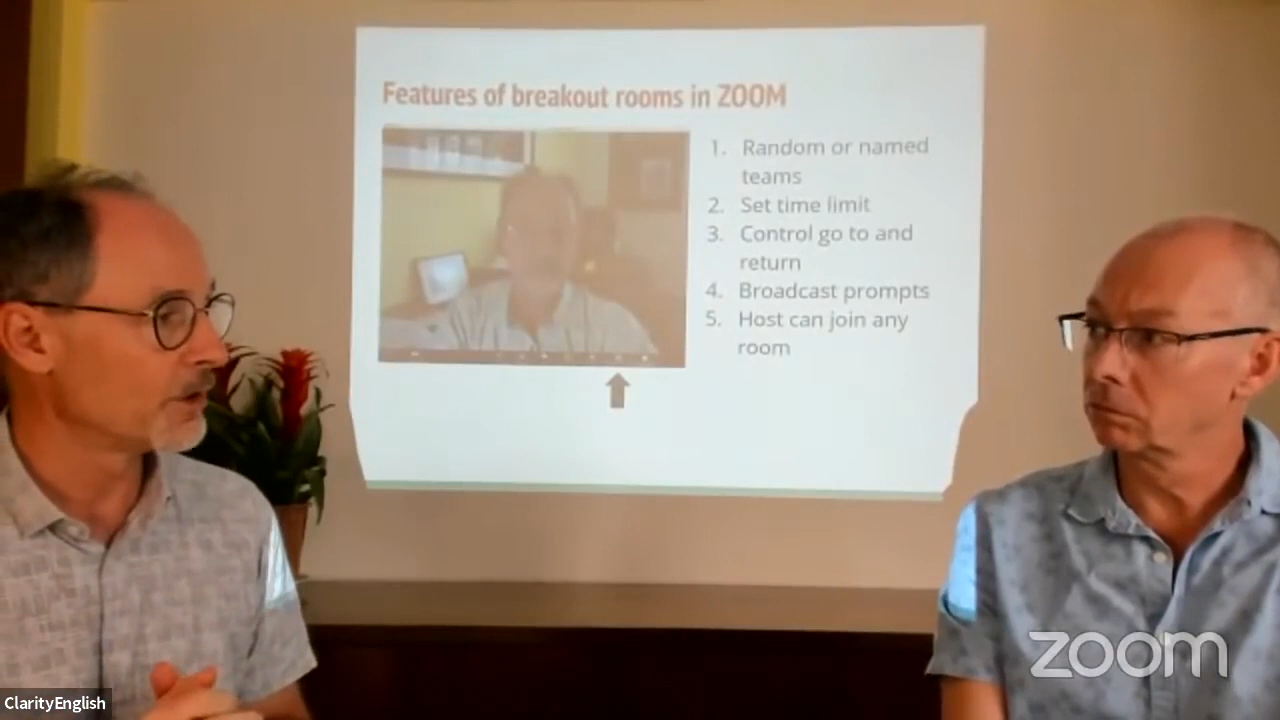 Features of breakout rooms in ZOOM
1. Random or named
teams
2. Set time limit
3. Control go to and
return
4. Broadcast prompts
5. Host can join any
room
zoom
ClarityEnglish